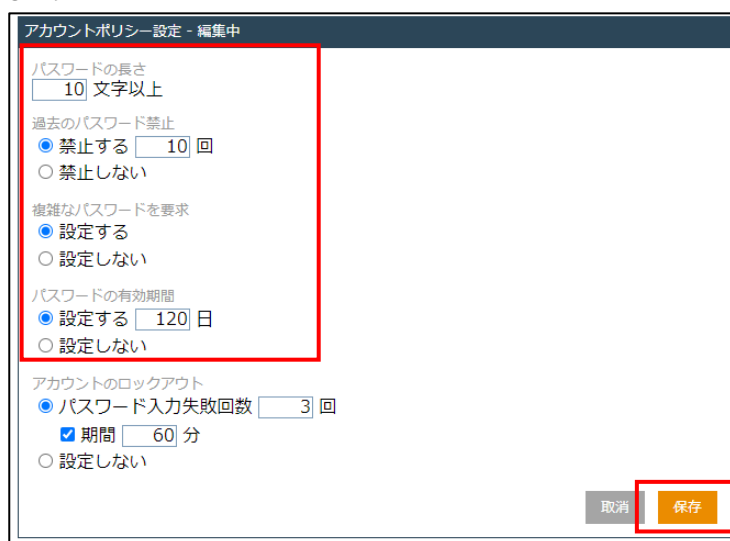 アカウントポリシー設定 - 編集中
パスワードの長さ
10 文字以上
過去のパスワード禁止
禁止する 10 回
禁止しない
複雑なパスワードを要求
設定する
設定しない
パスワードの有効期間
設定する 120 日
設定しない
アカウントのロックアウト
パスワード入力失敗回数 3 回
期間 60 分
設定しない
取消 保存